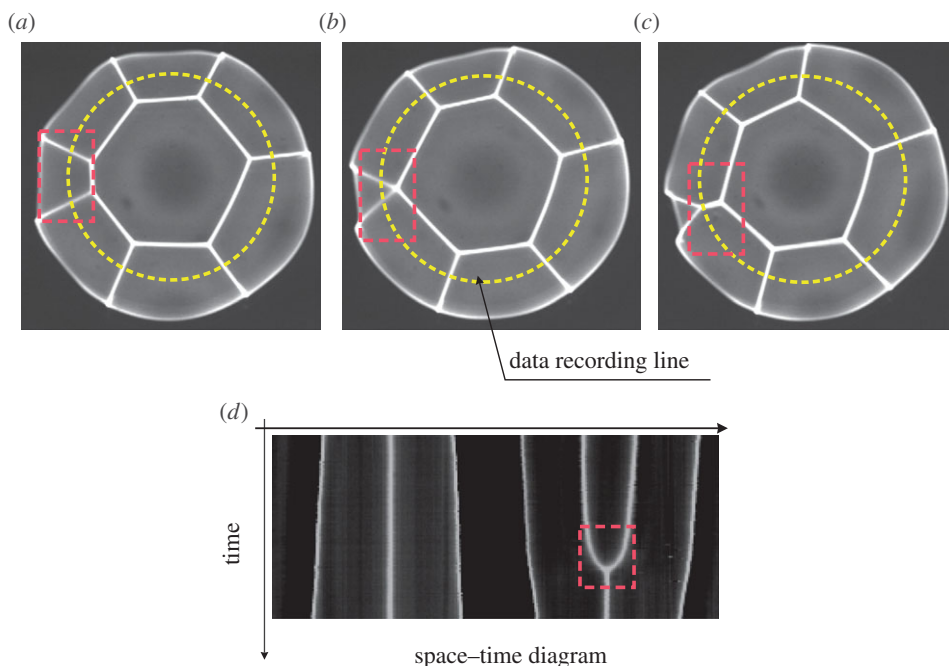 (a)
(b)
(c)
data recording line
(d)
time
space–time diagram